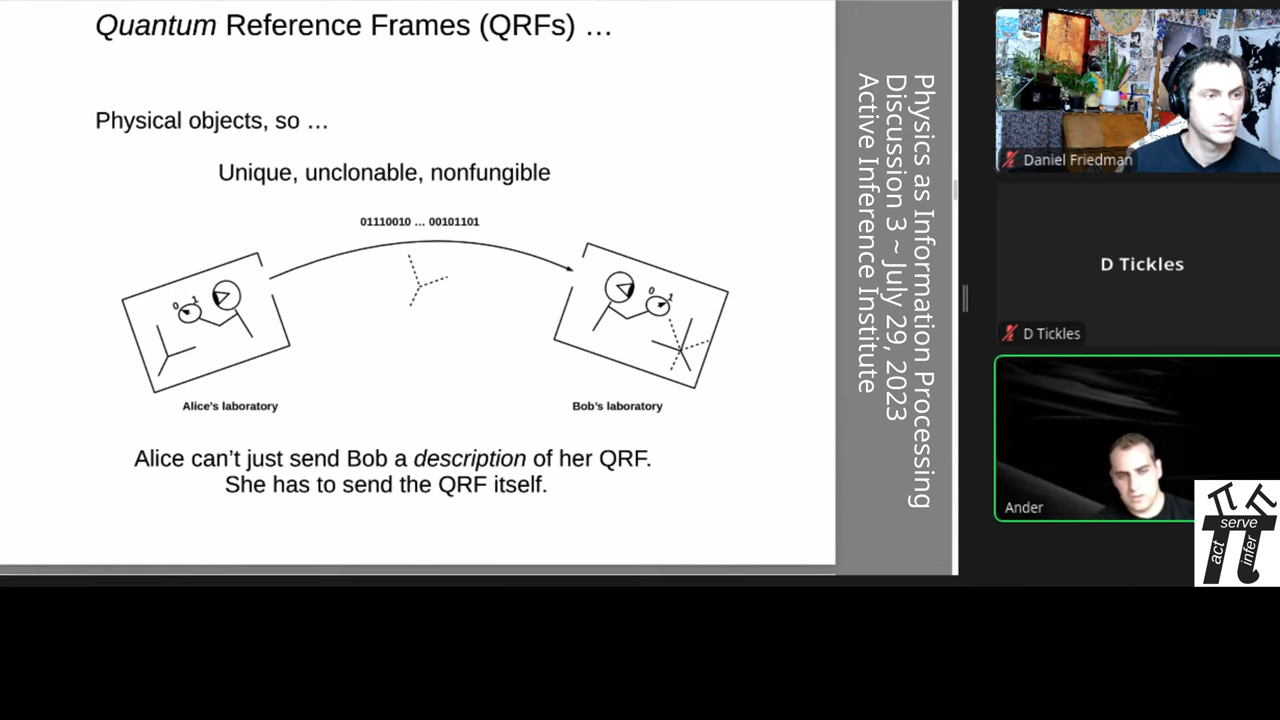 Quantum Reference Frames (QRFs) …
Physical objects, so …
Unique, unclonable, nonfungible
01110010 ... 00101101
0 1
0 1
Alice's laboratory
Bob's laboratory
Alice can't just send Bob a description of her QRF.
She has to send the QRF itself.
Physics as Information Processing
Discussion 3 ~ July 29, 2023
Active Inference Institute
Daniel Friedman
D Tickles
D Tickles
Ander
serve
act
infer